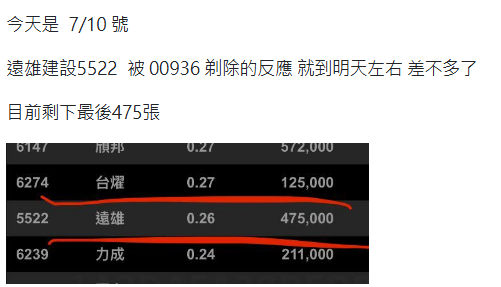 今天是 7/10 號
遠雄建設5522 被 00936 剃除的反應 就到明天左右 差不多了
目前剩下最後475張
6147 頎邦 0.27 572,000
6274 台燿 0.27 125,000
5522 遠雄 0.26 475,000
6239 力成 0.24 211,000